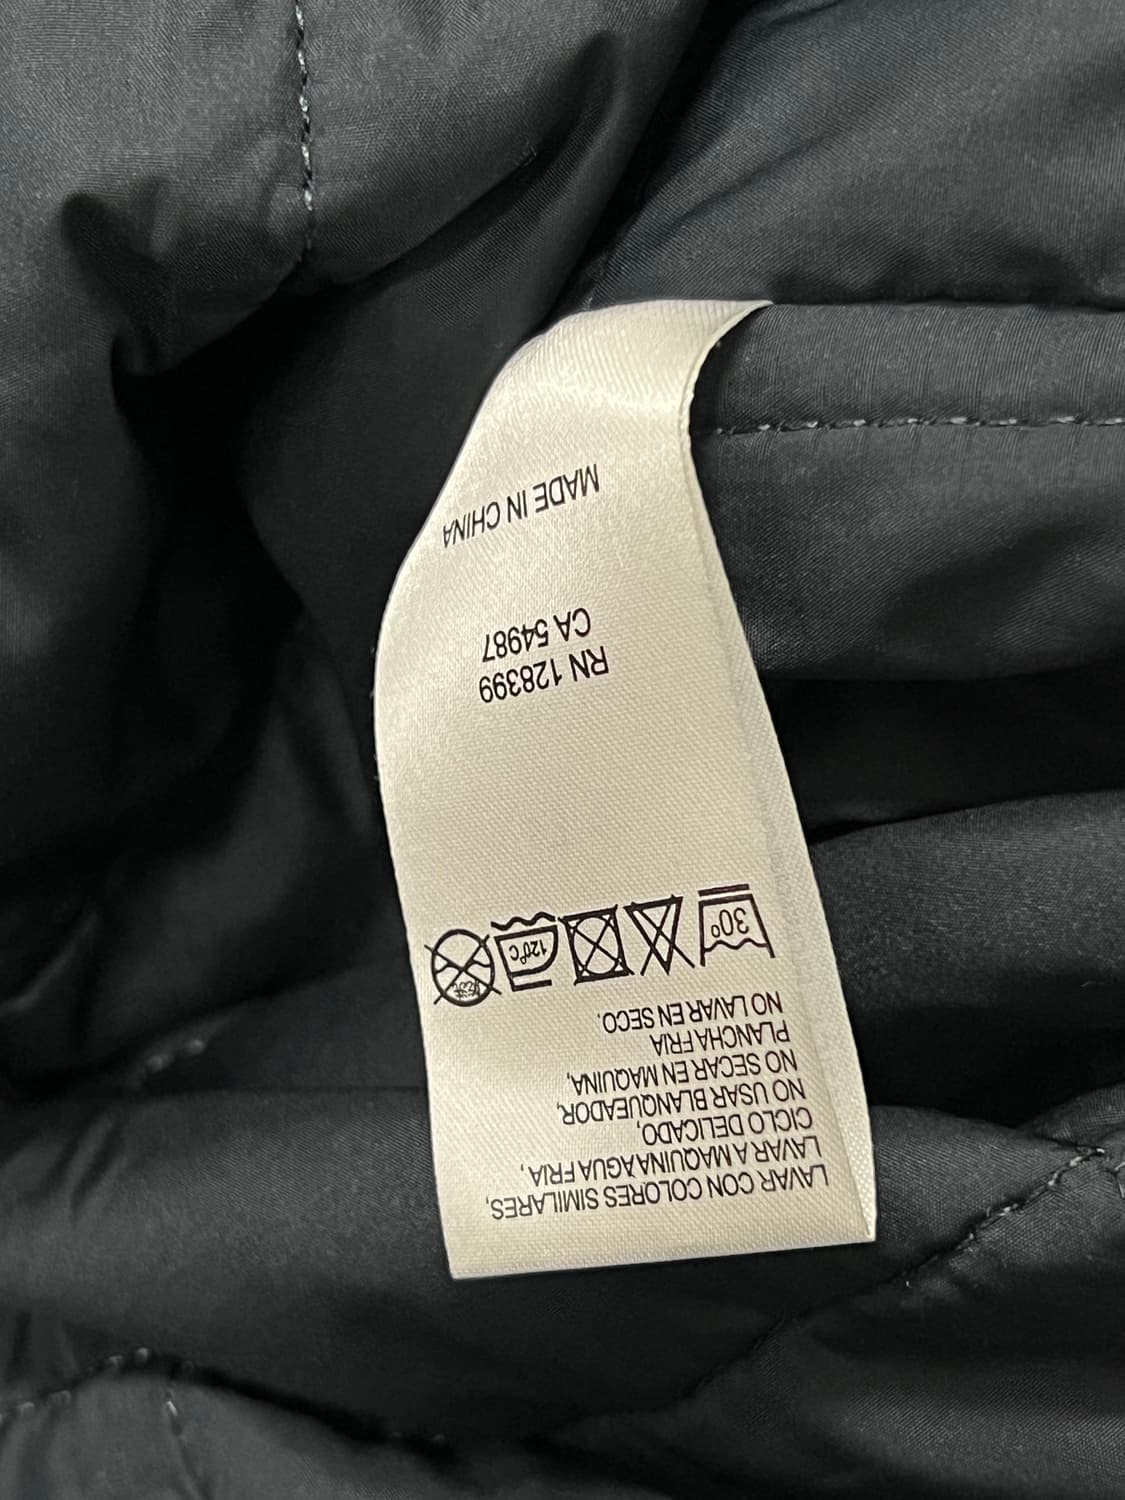 LAVAR CON COLORES SIMILARES,
LAVAR A MAQUINA AGUA FRIA,
CICLO DELICADO,
NO USAR BLANQUEADOR,
NO SECAR EN MAQUINA,
PLANCHA FRIA
NO LAVAR EN SECO.
30° 120°C
RN 128399
CA 54987
MADE IN CHINA